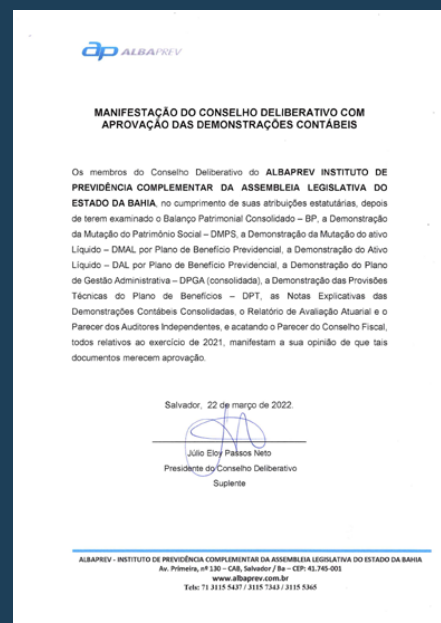 ap ALBAPREV
MANIFESTAÇÃO DO CONSELHO DELIBERATIVO COM
APROVAÇÃO DAS DEMONSTRAÇÕES CONTÁBEIS
Os membros do Conselho Deliberativo do ALBAPREV INSTITUTO DE
PREVIDÊNCIA COMPLEMENTAR DA ASSEMBLEIA LEGISLATIVA DO
ESTADO DA BAHIA, no cumprimento de suas atribuições estatutárias, depois
de terem examinado o Balanço Patrimonial Consolidado – BP, a Demonstração
da Mutação do Patrimônio Social – DMPS, a Demonstração da Mutação do ativo
Líquido – DMAL por Plano de Benefício Previdencial, a Demonstração do Ativo
Líquido – DAL por Plano de Benefício Previdencial, a Demonstração do Plano
de Gestão Administrativa – DPGA (consolidada), a Demonstração das Provisões
Técnicas do Plano de Benefícios – DPT, as Notas Explicativas das
Demonstrações Contábeis Consolidadas, o Relatório de Avaliação Atuarial e o
Parecer dos Auditores Independentes, e acatando o Parecer do Conselho Fiscal,
todos relativos ao exercício de 2021, manifestam a sua opinião de que tais
documentos merecem aprovação.
Salvador, 22 de março de 2022.
Júlio Eloy Passos Neto
Presidente do Conselho Deliberativo
Suplente
ALBAPREV - INSTITUTO DE PREVIDÊNCIA COMPLEMENTAR DA ASSEMBLEIA LEGISLATIVA DO ESTADO DA BAHIA
Av. Primeira, nº 130 – CAB, Salvador / Ba – CEP: 41.745-001
www.albaprev.com.br
Tels: 71 3115 5437 / 3115 7343 / 3115 5365